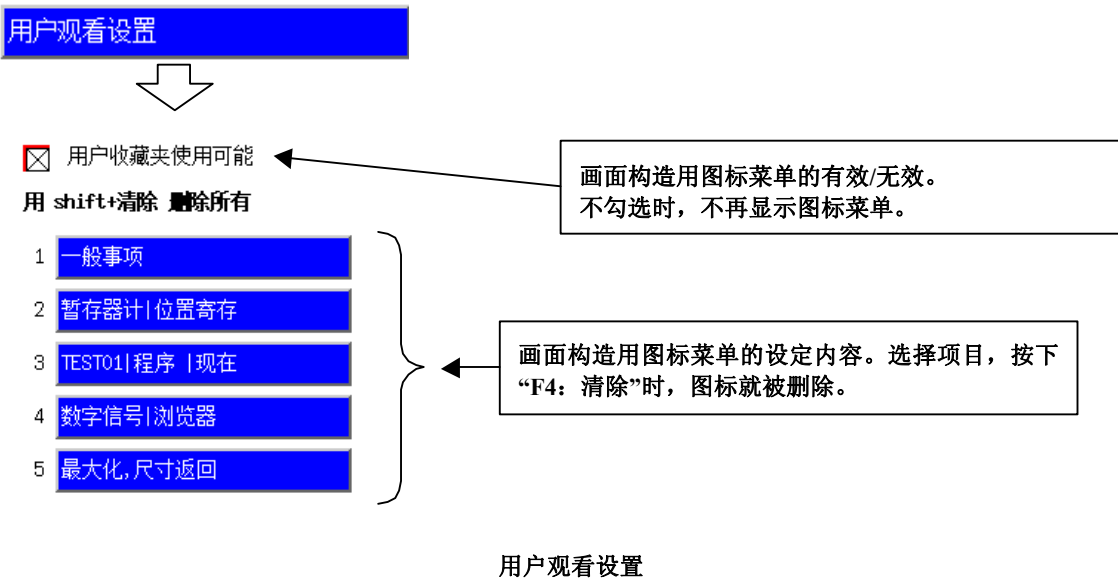 用户观看设置
用户收藏夹使用可能
用 shift+清除 删除所有
画面构造用图标菜单的有效/无效。
不勾选时，不再显示图标菜单。
1 一般事项
2 暂存器计|位置寄存
3 TEST01|程序 |现在
4 数字信号|浏览器
5 最大化,尺寸返回
画面构造用图标菜单的设定内容。选择项目，按下
“F4：清除”时，图标就被删除。
用户观看设置